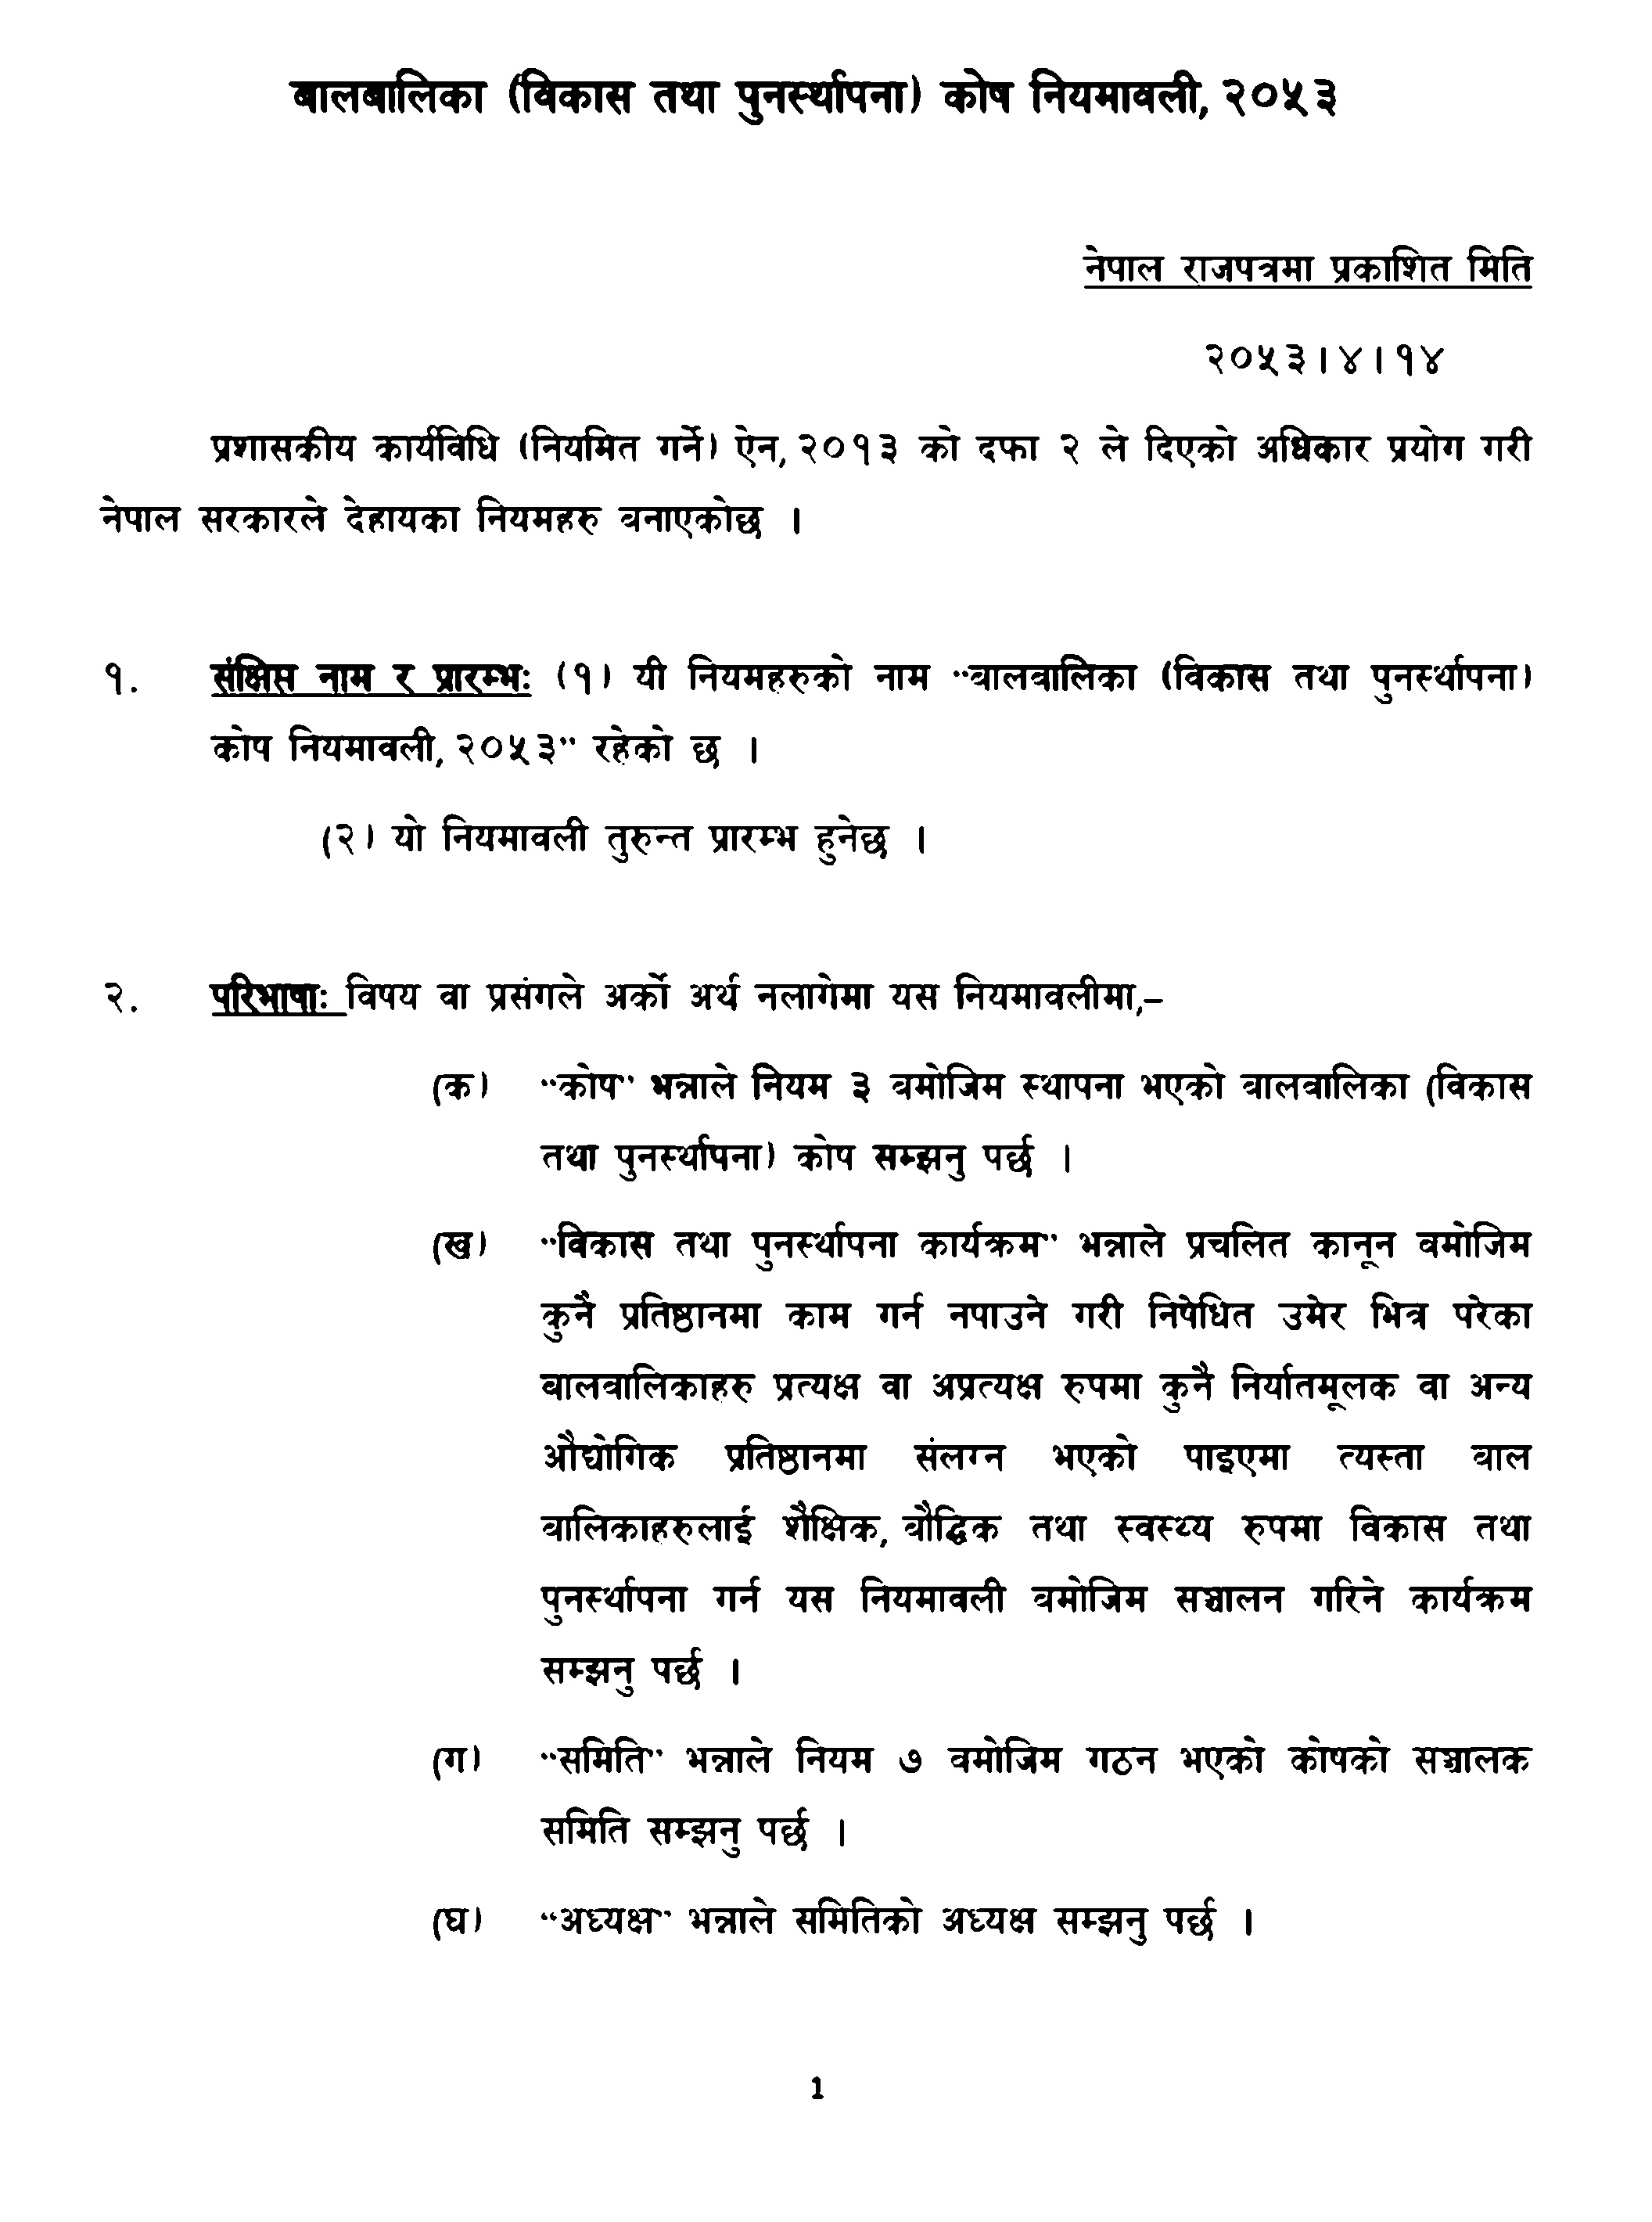 बालबालिका (विकास तथा पुनर्स्थापना) कोष नियमावली, २०५३
नेपाल राजपत्रमा प्रकाशित मिति
२०५३।४।१४
प्रशासकीय कार्यविधि (नियमित गर्ने) ऐन, २०१३ को दफा २ ले दिएको अधिकार प्रयोग गरी
नेपाल सरकारले देहायका नियमहरु बनाएकोछ ।
१. संक्षिप्त नाम र प्रारम्भः (१) यी नियमहरुको नाम "बालबालिका (विकास तथा पुनर्स्थापना)
कोष नियमावली, २०५३" रहेको छ ।
(२) यो नियमावली तुरुन्त प्रारम्भ हुनेछ ।
२. परिभाषाः विषय वा प्रसंगले अर्को अर्थ नलागेमा यस नियमावलीमा,–
(क) "कोष" भन्नाले नियम ३ बमोजिम स्थापना भएको बालबालिका (विकास
तथा पुनर्स्थापना) कोष सम्झनु पर्छ ।
(ख) "विकास तथा पुनर्स्थापना कार्यक्रम" भन्नाले प्रचलित कानून बमोजिम
कुनै प्रतिष्ठानमा काम गर्न नपाउने गरी निषेधित उमेर भित्र परेका
बालबालिकाहरु प्रत्यक्ष वा अप्रत्यक्ष रुपमा कुनै निर्यातमूलक वा अन्य
औद्योगिक प्रतिष्ठानमा संलग्न भएको पाइएमा त्यस्ता बाल
बालिकाहरुलाई शैक्षिक, बौद्धिक तथा स्वस्थ्य रुपमा विकास तथा
पुनर्स्थापना गर्न यस नियमावली बमोजिम सञ्चालन गरिने कार्यक्रम
सम्झनु पर्छ ।
(ग) "समिति" भन्नाले नियम ७ बमोजिम गठन भएको कोषको सञ्चालक
समिति सम्झनु पर्छ ।
(घ) "अध्यक्ष" भन्नाले समितिको अध्यक्ष सम्झनु पर्छ ।
1